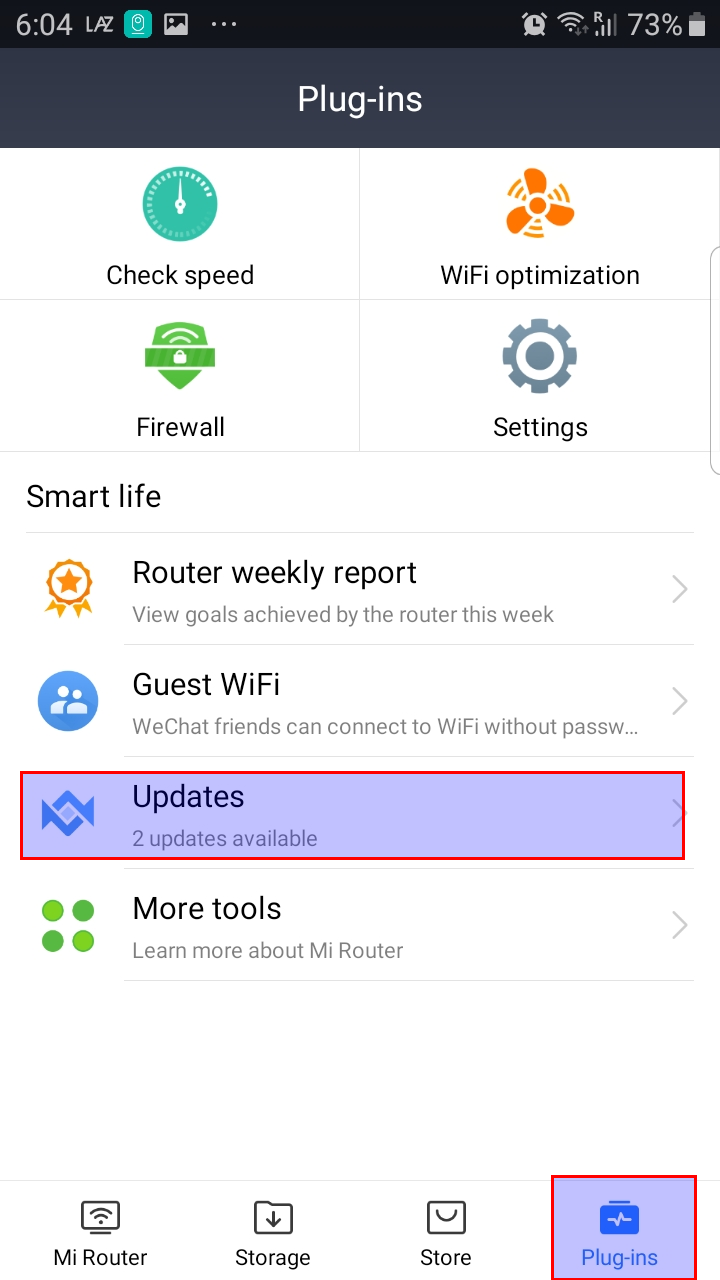 6:04 LAZ ... R 73%
Plug-ins
Check speed
WiFi optimization
Firewall
Settings
Smart life
Router weekly report
View goals achieved by the router this week
Guest WiFi
WeChat friends can connect to WiFi without passw...
Updates
2 updates available
More tools
Learn more about Mi Router
Mi Router
Storage
Store
Plug-ins